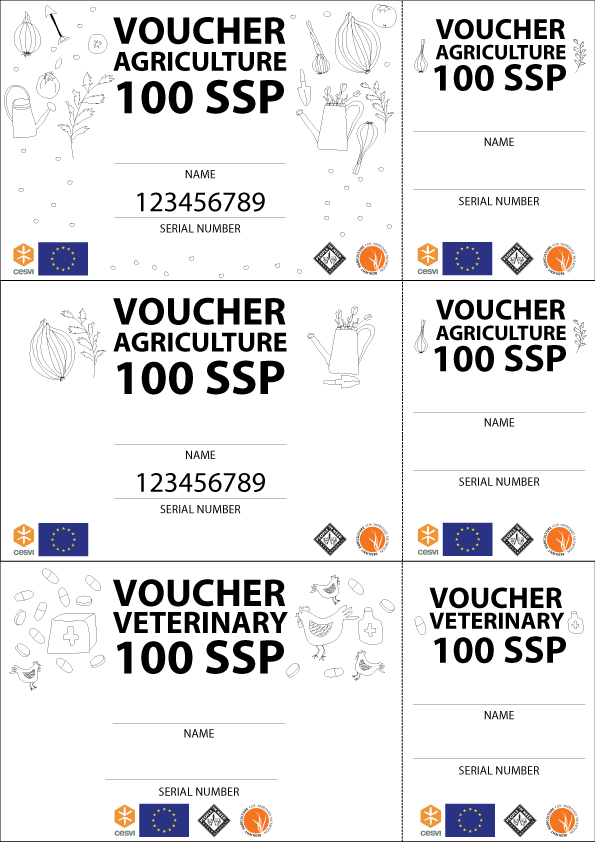 VOUCHER
AGRICULTURE
100 SSP
NAME
123456789
SERIAL NUMBER
cesvi
VOUCHER
AGRICULTURE
100 SSP
NAME
SERIAL NUMBER
cesvi
VOUCHER
AGRICULTURE
100 SSP
NAME
123456789
SERIAL NUMBER
cesvi
VOUCHER
AGRICULTURE
100 SSP
NAME
SERIAL NUMBER
cesvi
VOUCHER
VETERINARY
100 SSP
NAME
SERIAL NUMBER
cesvi
VOUCHER
VETERINARY
100 SSP
NAME
SERIAL NUMBER
cesvi